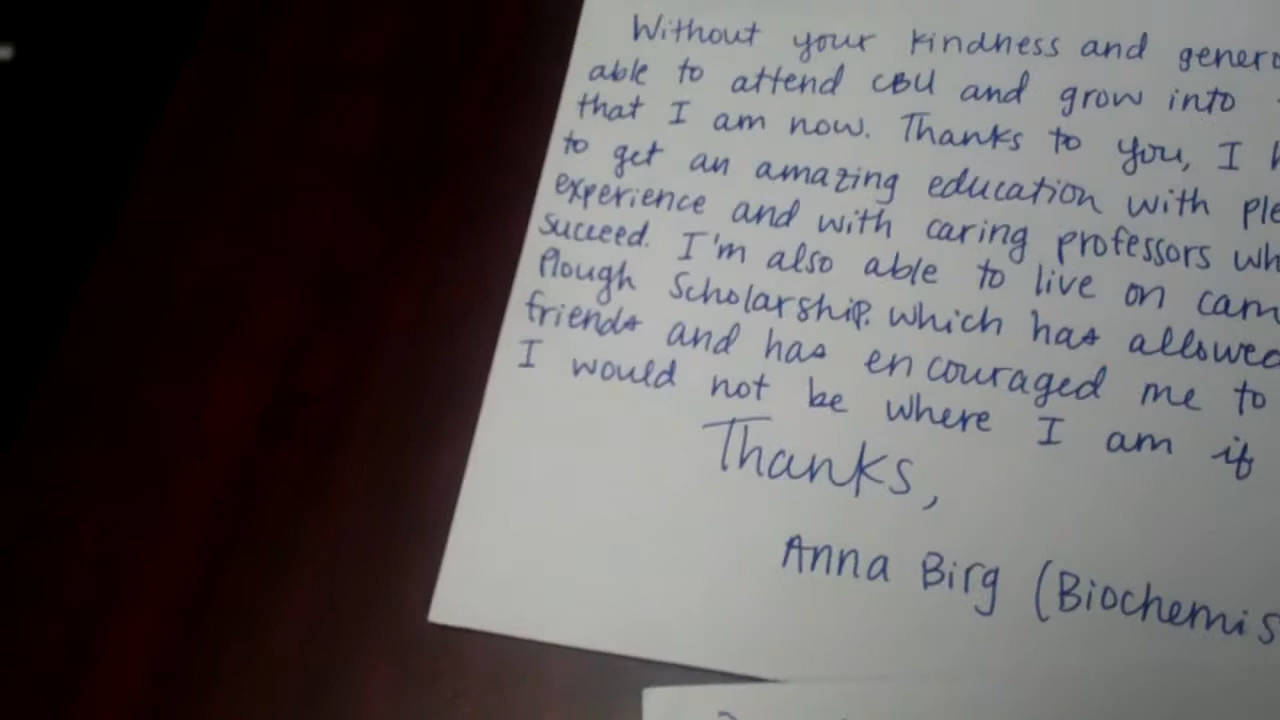 Without your kindness and genero
able to attend CBU and grow into
that I am now. Thanks to you, I h
to get an amazing education with ple
experience and with caring professors wh
succeed. I'm also able to live on cam
Plough Scholarship. which has allowed
friends and has encouraged me to
I would not be where I am if
Thanks,
Anna Birg (Biochemis